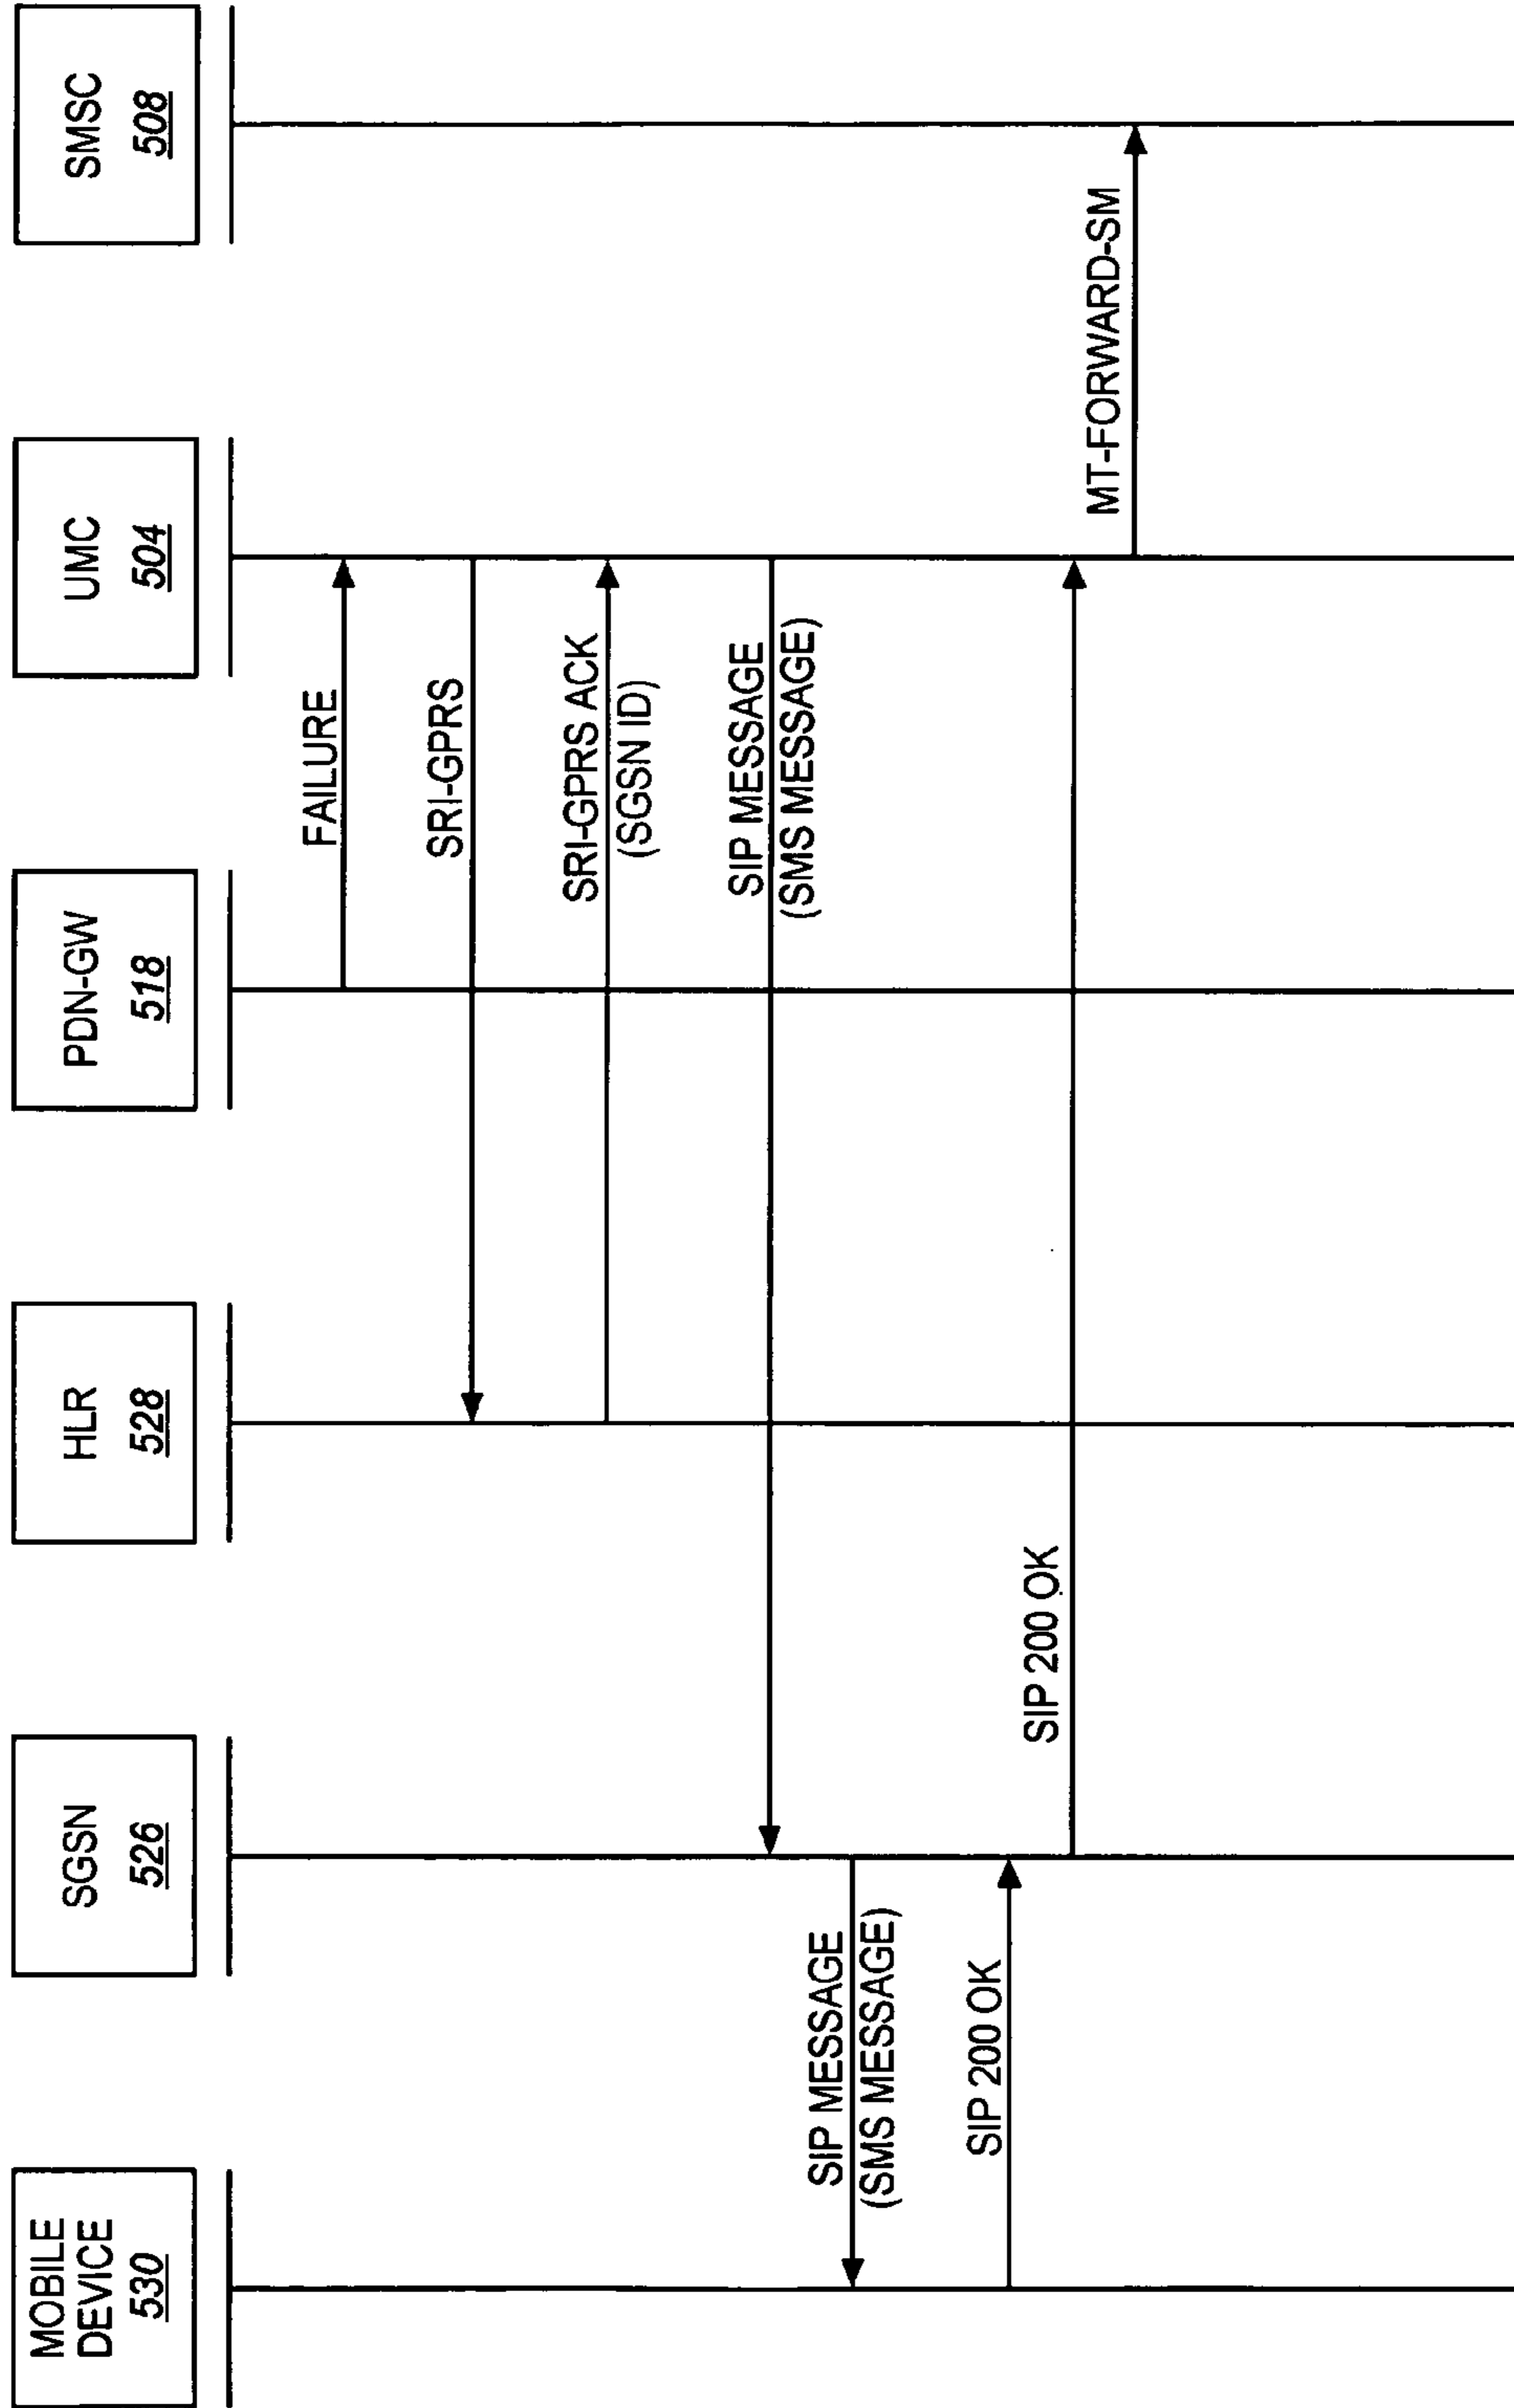 MOBILE
DEVICE
530
SGSN
526
HLR
528
PDN-GW
518
UMC
504
SMSC
508
FAILURE
SRI-GPRS
SRI-GPRS ACK
(SGSN ID)
SIP MESSAGE
(SMS MESSAGE)
SIP MESSAGE
(SMS MESSAGE)
SIP 200 OK
SIP 200 OK
MT-FORWARD-SM